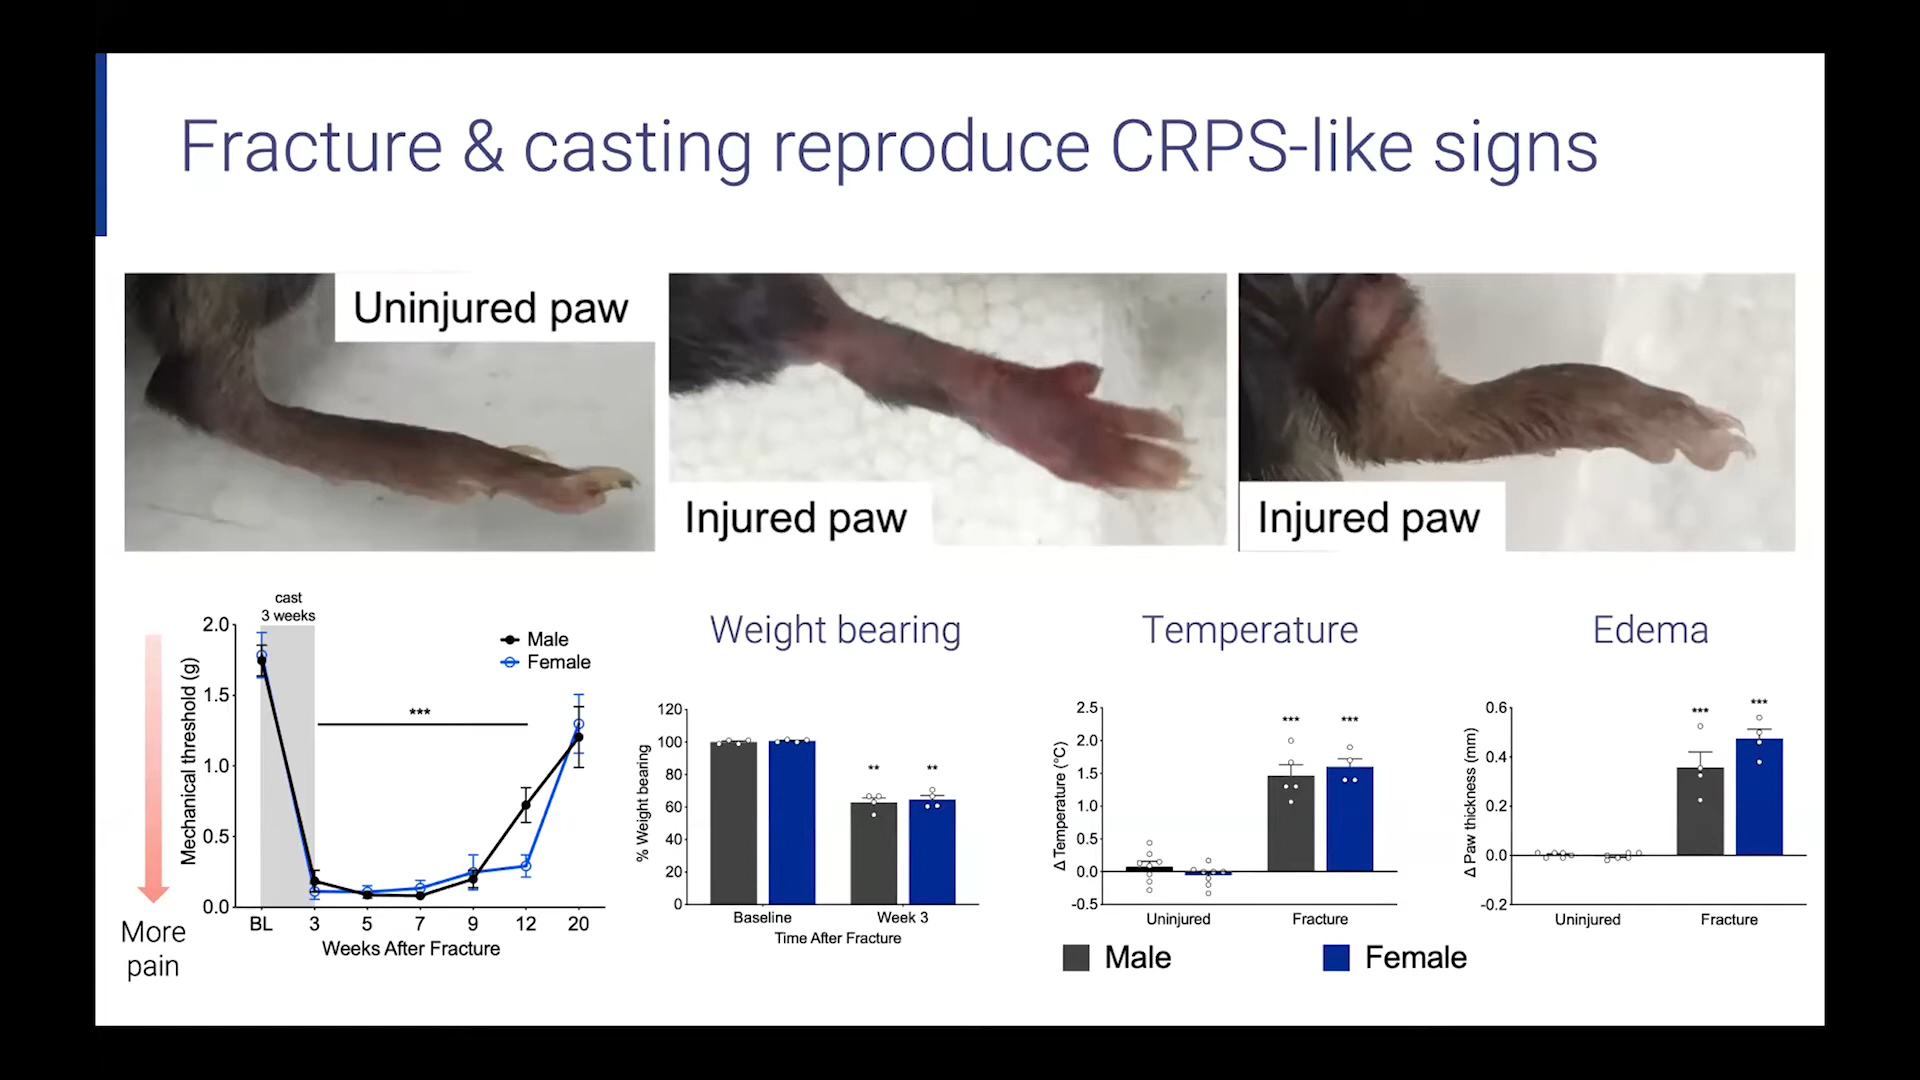 Fracture & casting reproduce CRPS-like signs
Uninjured paw
Injured paw
Injured paw
cast
3 weeks
Male
Female
***
Mechanical threshold (g)
2.0
1.5
1.0
0.5
0.0
BL 3 5 7 9 12 20
Weeks After Fracture
More
pain
Weight bearing
% Weight bearing
120
100
80
60
40
20
0
** **
Baseline Week 3
Time After Fracture
Temperature
Δ Temperature (°C)
2.5
2.0
1.5
1.0
0.5
0.0
-0.5
*** ***
Uninjured Fracture
Edema
Δ Paw thickness (mm)
0.6
0.4
0.2
0.0
-0.2
*** ***
Uninjured Fracture
Male Female